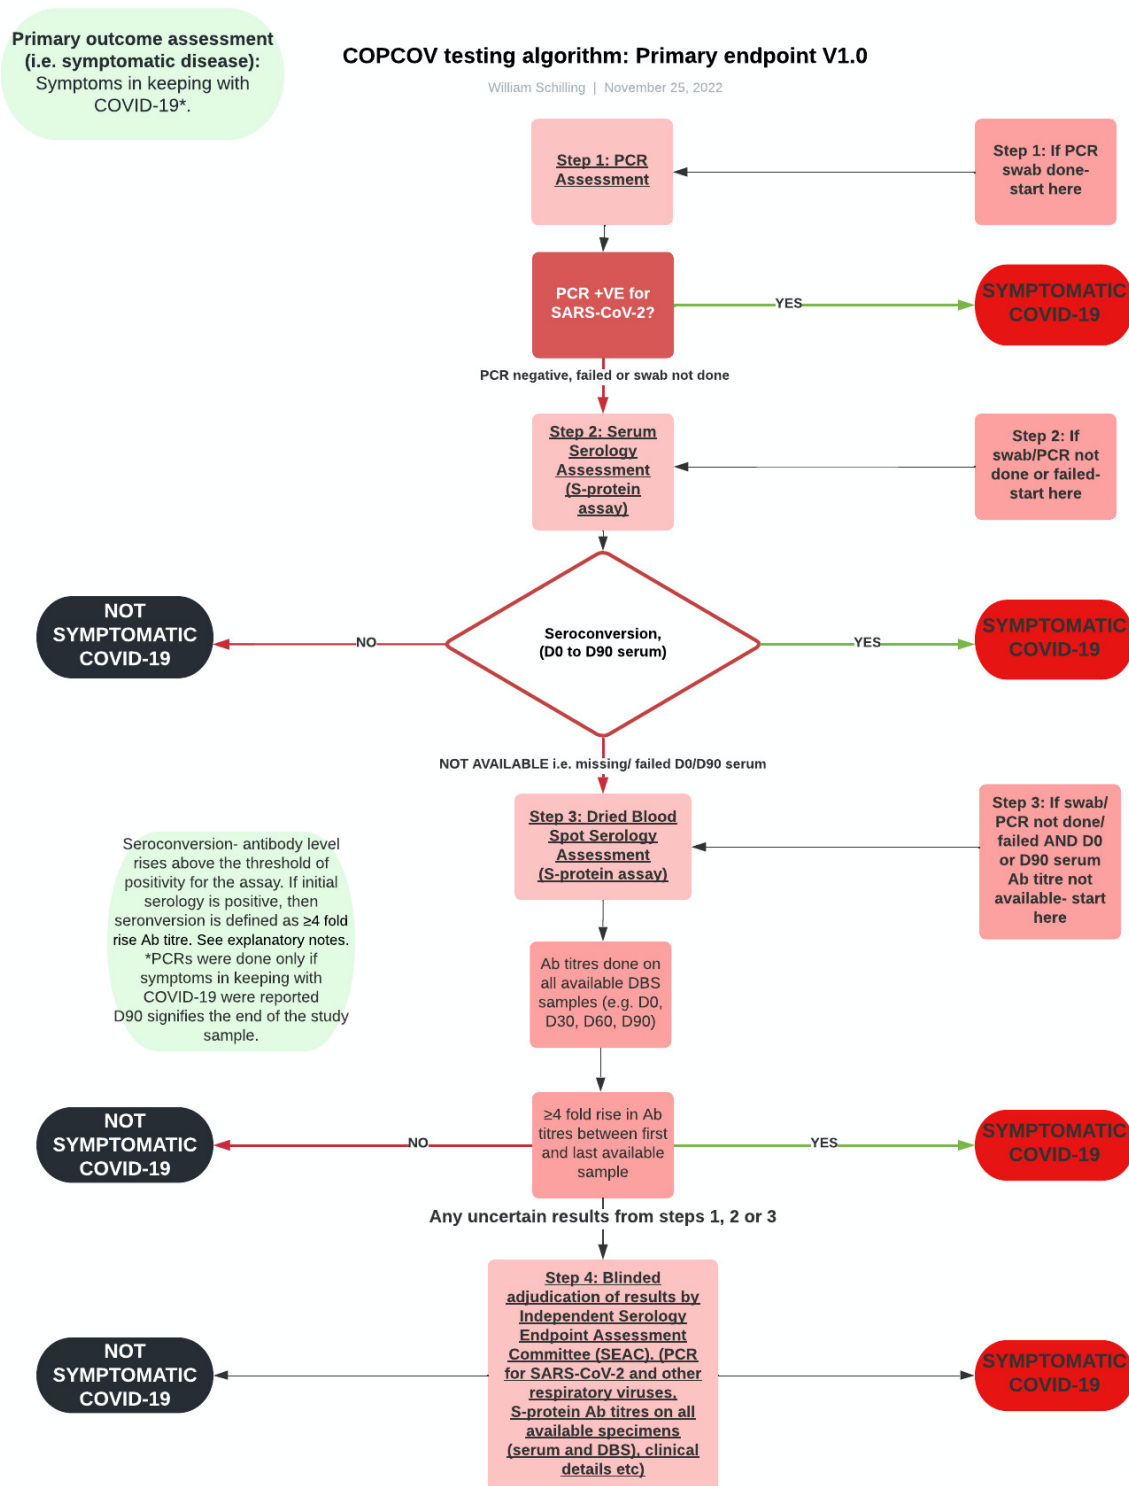 Primary outcome assessment
(i.e. symptomatic disease):
Symptoms in keeping with
COVID-19*.
COPCOV testing algorithm: Primary endpoint V1.0
William Schilling | November 25, 2022
Step 1: PCR
Assessment
Step 1: If PCR
swab done-
start here
PCR +VE for
SARS-CoV-2?
YES
SYMPTOMATIC
COVID-19
PCR negative, failed or swab not done
Step 2: Serum
Serology
Assessment
(S-protein
assay)
Step 2: If
swab/PCR not
done or failed-
start here
NOT
SYMPTOMATIC
COVID-19
NO
Seroconversion,
(D0 to D90 serum)
YES
SYMPTOMATIC
COVID-19
NOT AVAILABLE i.e. missing/ failed D0/D90 serum
Step 3: Dried Blood
Spot Serology
Assessment
(S-protein assay)
Step 3: If swab/
PCR not done/
failed AND D0
or D90 serum
Ab titre not
available- start
here
Seroconversion- antibody level
rises above the threshold of
positivity for the assay. If initial
serology is positive, then
seronversion is defined as ≥4 fold
rise Ab titre. See explanatory notes.
*PCRs were done only if
symptoms in keeping with
COVID-19 were reported
D90 signifies the end of the study
sample.
Ab titres done on
all available DBS
samples (e.g. D0,
D30, D60, D90)
NOT
SYMPTOMATIC
COVID-19
NO
≥4 fold rise in Ab
titres between first
and last available
sample
YES
SYMPTOMATIC
COVID-19
Any uncertain results from steps 1, 2 or 3
NOT
SYMPTOMATIC
COVID-19
Step 4: Blinded
adjudication of results by
Independent Serology
Endpoint Assessment
Committee (SEAC). (PCR
for SARS-CoV-2 and other
respiratory viruses,
S-protein Ab titres on all
available specimens
(serum and DBS), clinical
details etc)
SYMPTOMATIC
COVID-19